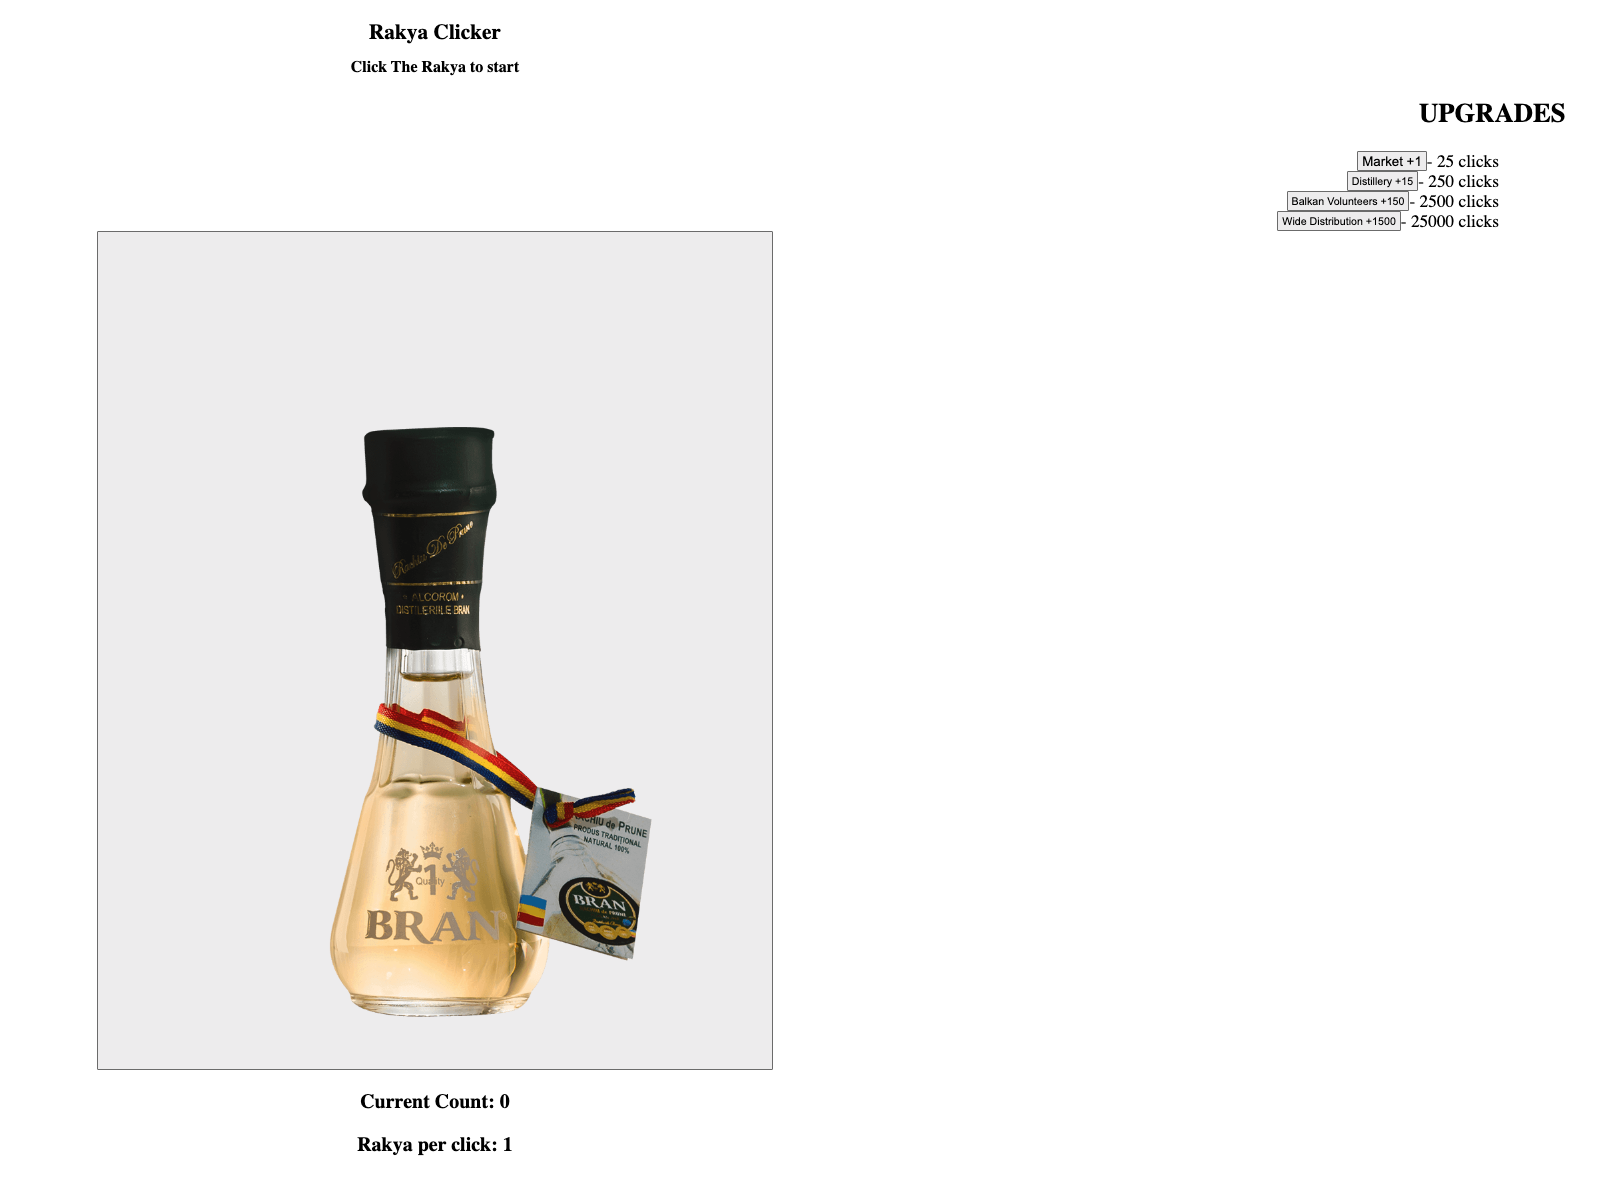 Rakya Clicker
Click The Rakya to start
UPGRADES
Market +1 - 25 clicks
Distillery +15 - 250 clicks
Balkan Volunteers +150 - 2500 clicks
Wide Distribution +1500 - 25000 clicks
Rachiu De Prune
• ALCOROM •
DISTILERIILE BRAN
RACHIU de PRUNE
PRODUS TRADIȚIONAL
NATURAL 100%
1
Quality
BRAN
BRAN
Current Count: 0
Rakya per click: 1